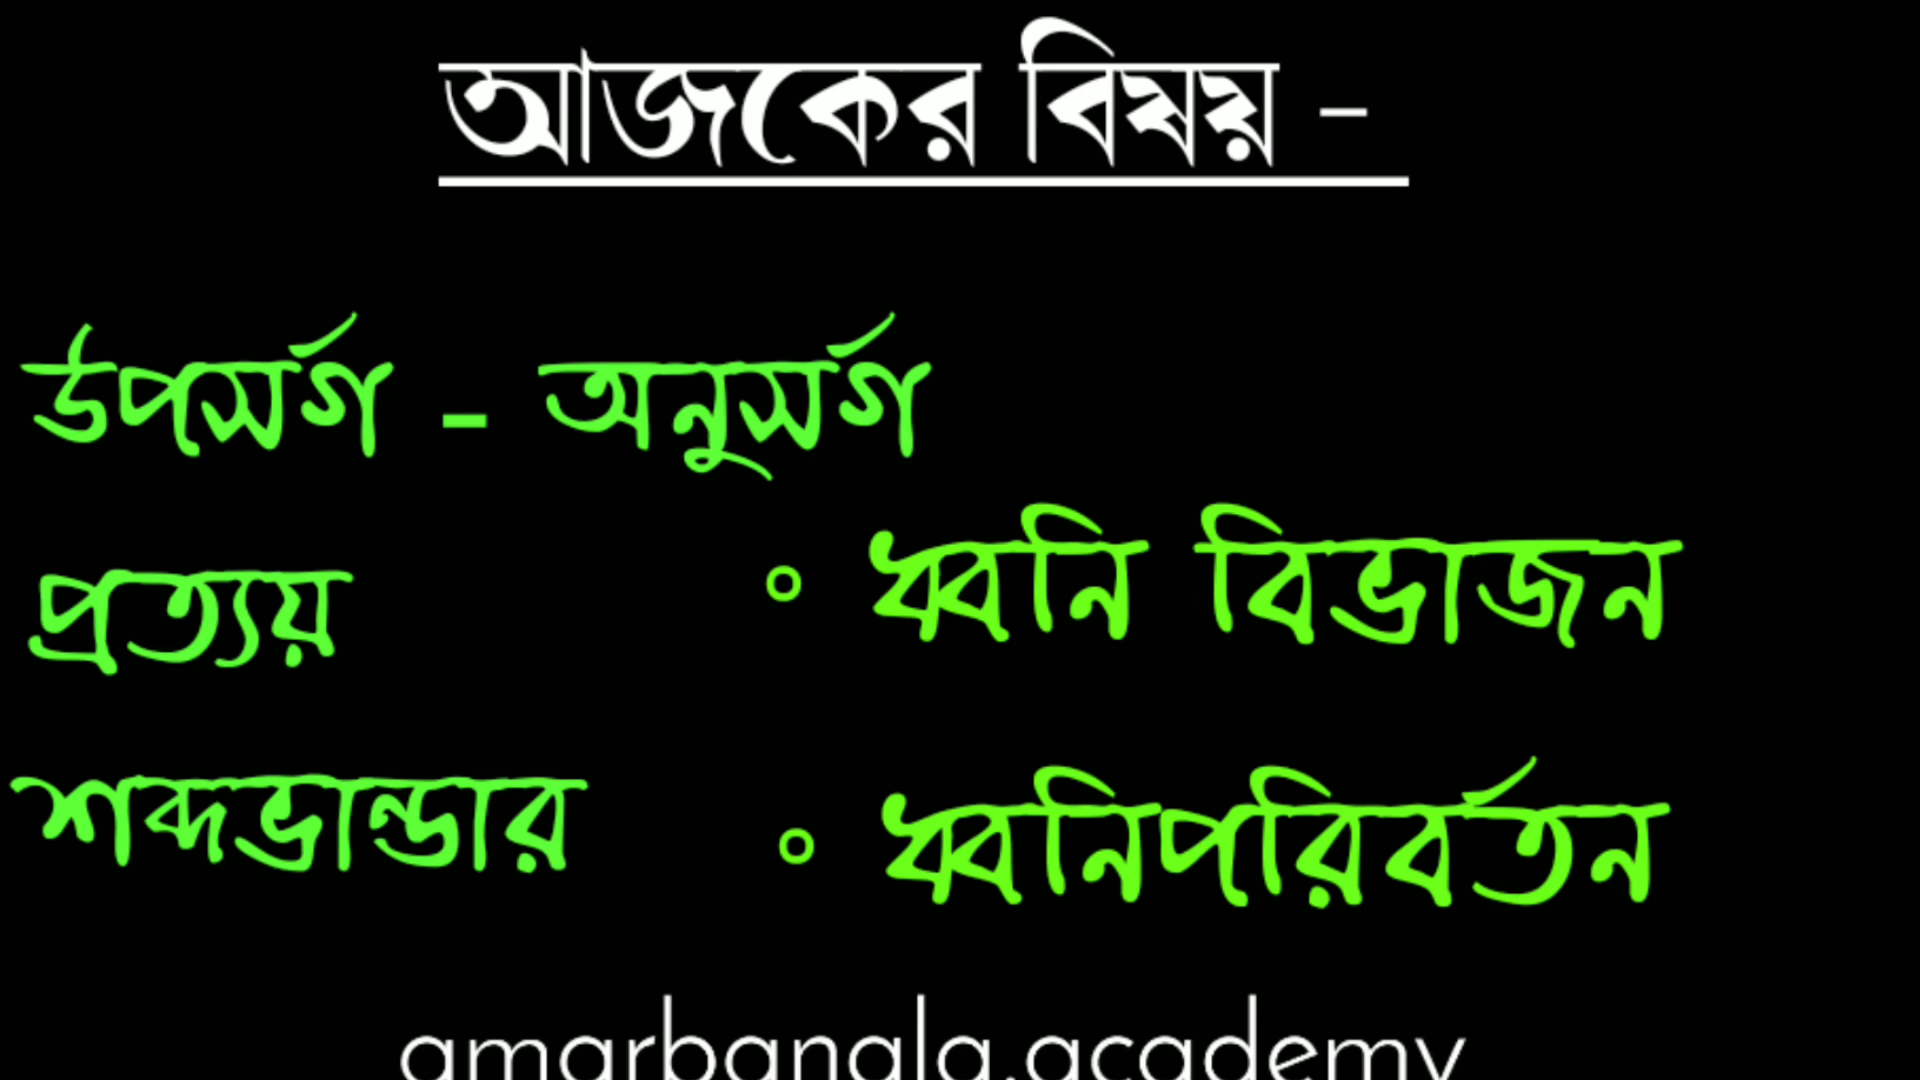 আজকের বিষয় -
উপসর্গ - অনুসর্গ
প্রত্যয়
° ধ্বনি বিভাজন
শব্দভান্ডার
° ধ্বনিপরিবর্তন
amarbangla.academy